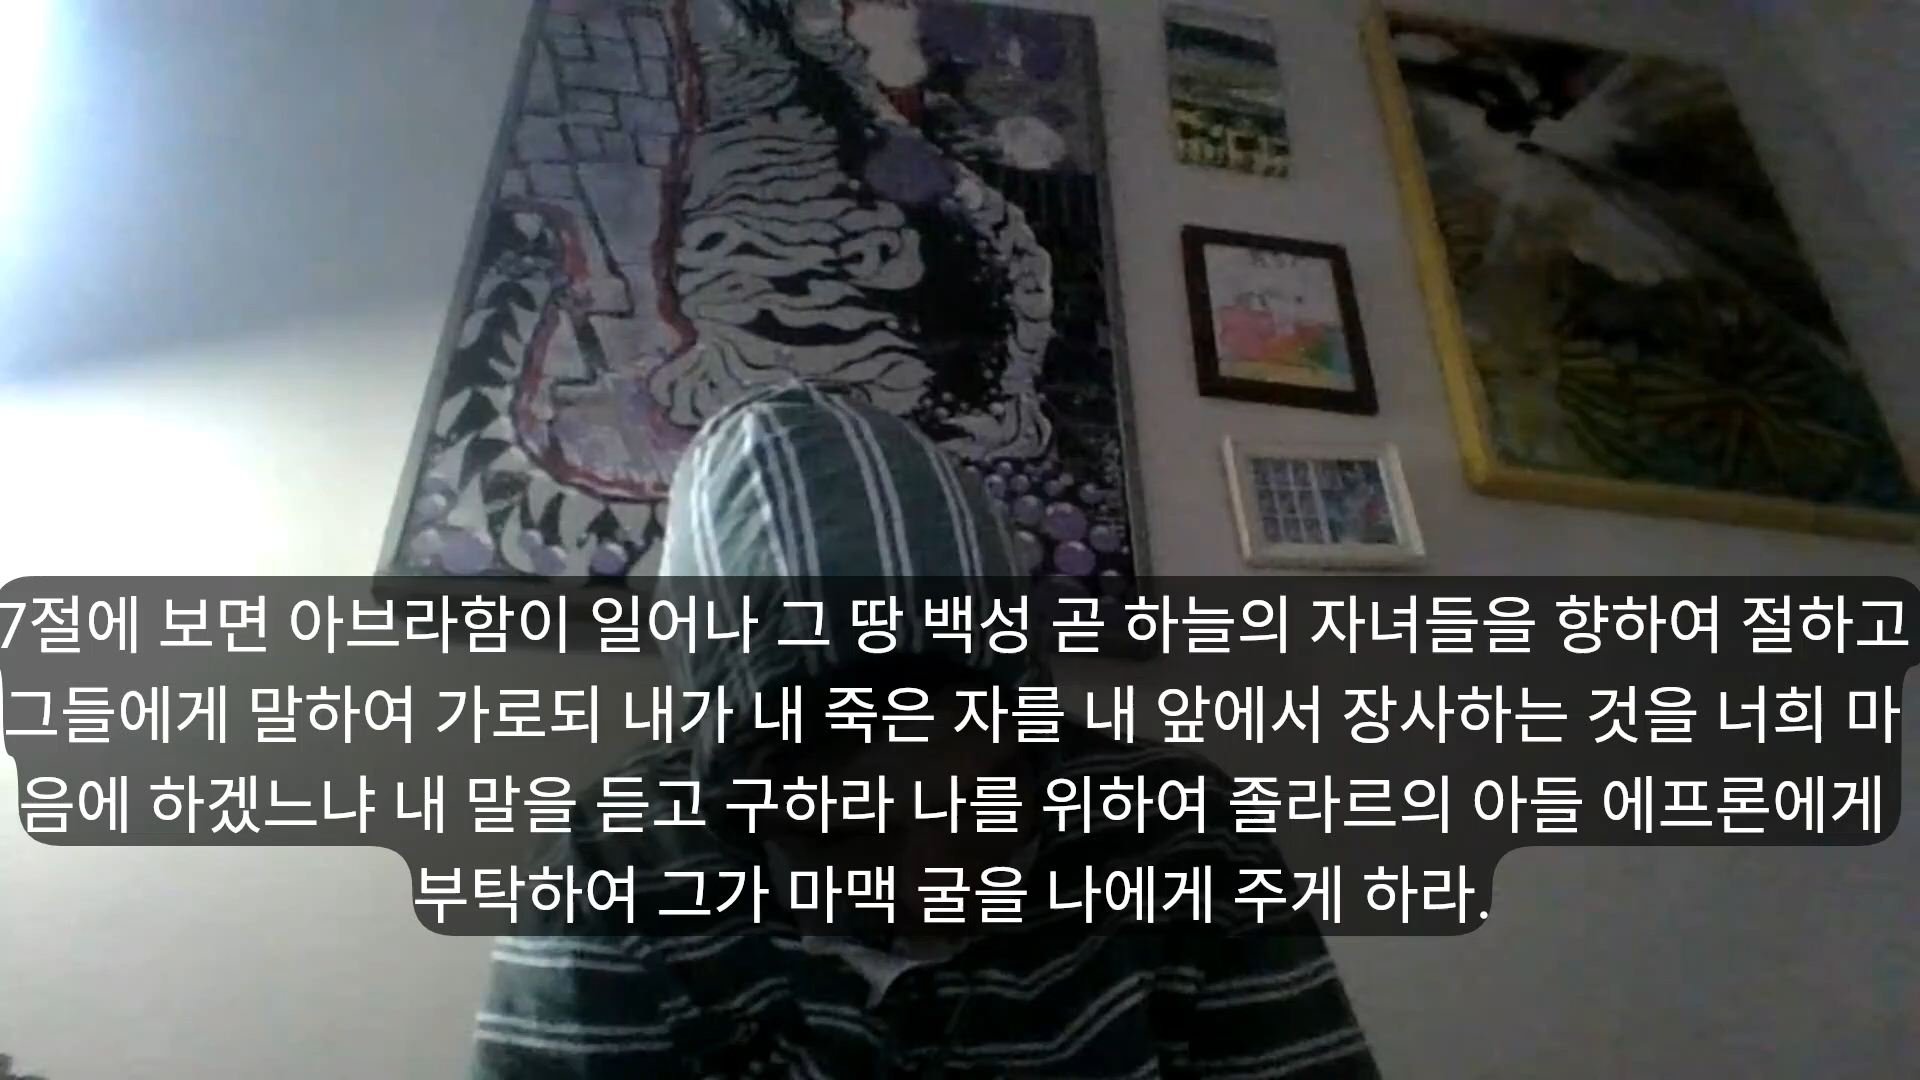 7절에 보면 아브라함이 일어나 그 땅 백성 곧 하늘의 자녀들을 향하여 절하고
그들에게 말하여 가로되 내가 내 죽은 자를 내 앞에서 장사하는 것을 너희 마
음에 하겠느냐 내 말을 듣고 구하라 나를 위하여 졸라르의 아들 에프론에게
부탁하여 그가 마맥 굴을 나에게 주게 하라.